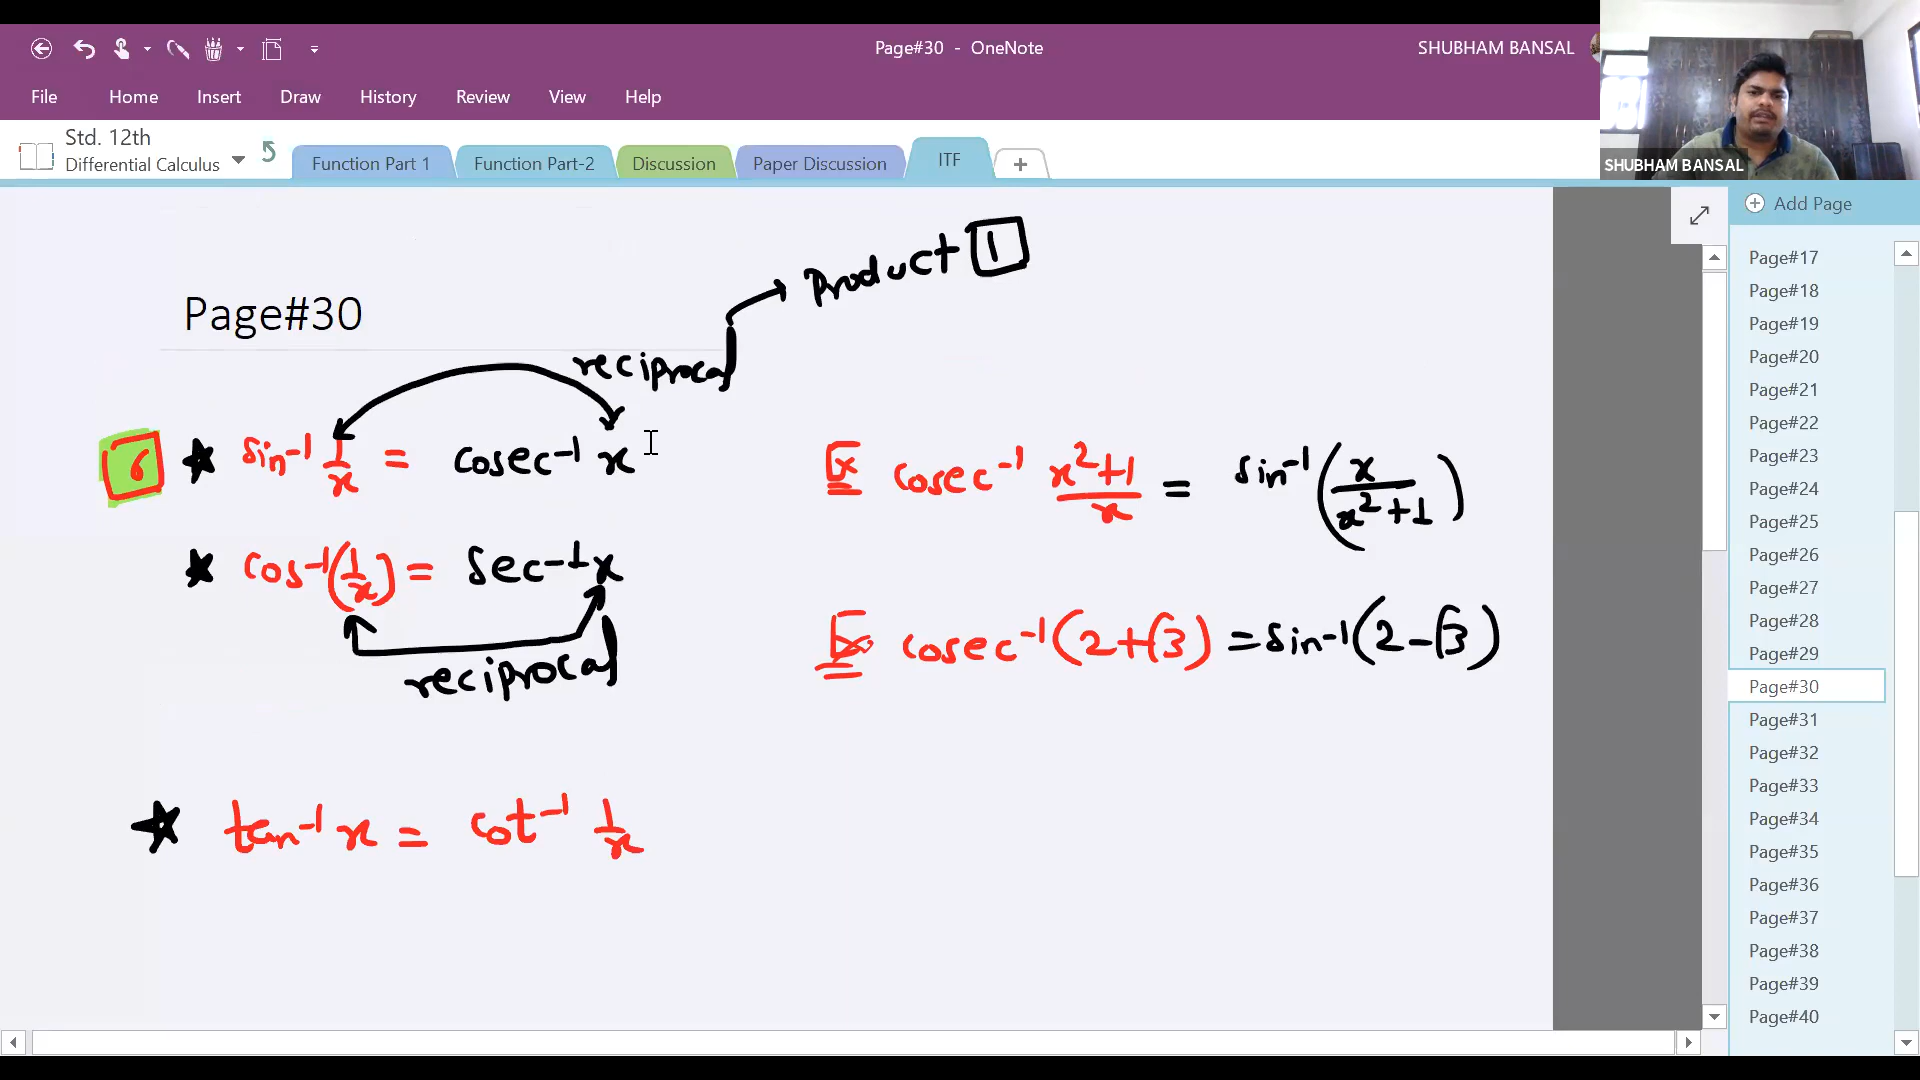 Page#30 - OneNote
SHUBHAM BANSAL
File Home Insert Draw History Review View Help
Std. 12th
Differential Calculus
Function Part 1 Function Part-2 Discussion Paper Discussion ITF +
SHUBHAM BANSAL
Add Page
Page#17
Page#18
Page#19
Page#20
Page#21
Page#22
Page#23
Page#24
Page#25
Page#26
Page#27
Page#28
Page#29
Page#30
Page#31
Page#32
Page#33
Page#34
Page#35
Page#36
Page#37
Page#38
Page#39
Page#40
Product 1
Page#30
reciprocal
6 ★ sin⁻¹ 1/x = cosec⁻¹ x
★ cos⁻¹(1/x) = sec⁻¹x
reciprocal
★ tan⁻¹ x = cot⁻¹ 1/x
Ex cosec⁻¹ x²+1/x = sin⁻¹(x/x²+1)
Ex cosec⁻¹(2+√3) = sin⁻¹(2-√3)